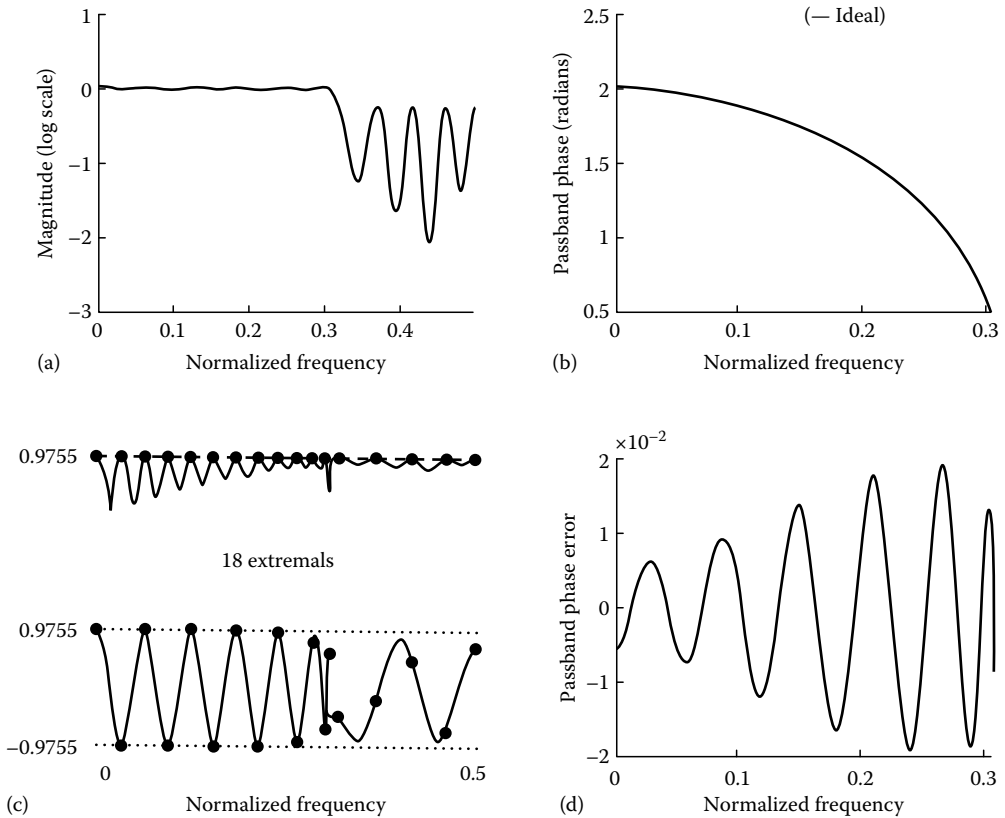 1
0
−1
−2
−3
Magnitude (log scale)
0 0.1 0.2 0.3 0.4
(a) Normalized frequency
(— Ideal)
2.5
2
1.5
1
0.5
Passband phase (radians)
0 0.1 0.2 0.3
(b) Normalized frequency
0.9755
18 extremals
0.9755
−0.9755
0 0.5
(c) Normalized frequency
×10−2
2
1
0
−1
−2
Passband phase error
0 0.1 0.2 0.3
(d) Normalized frequency